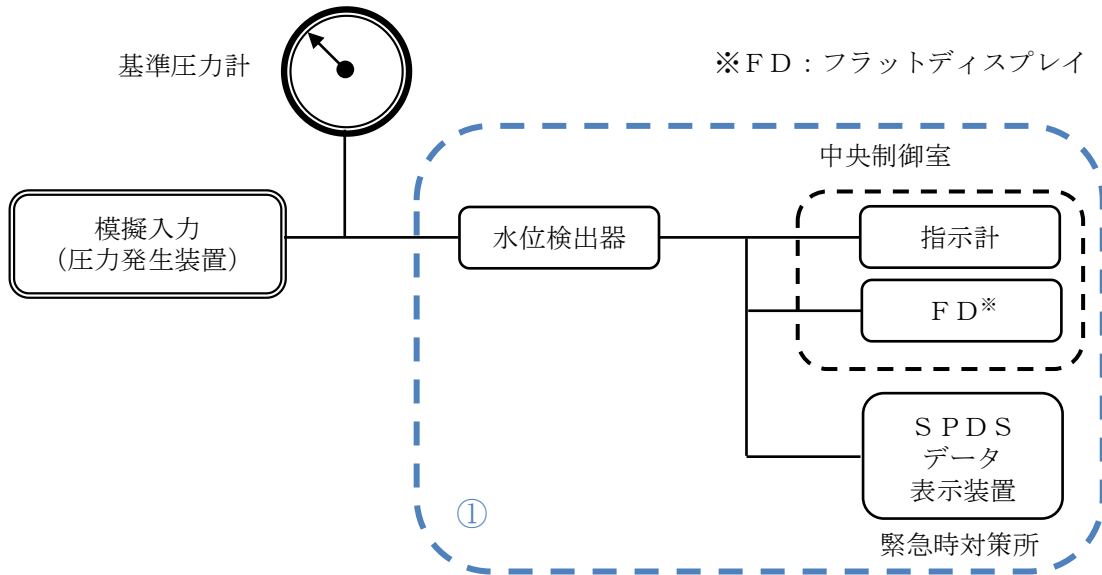 基準圧力計
※ＦＤ：フラットディスプレイ
中央制御室
模擬入力
（圧力発生装置）
水位検出器
指示計
ＦＤ※
ＳＰＤＳ
データ
表示装置
①
緊急時対策所